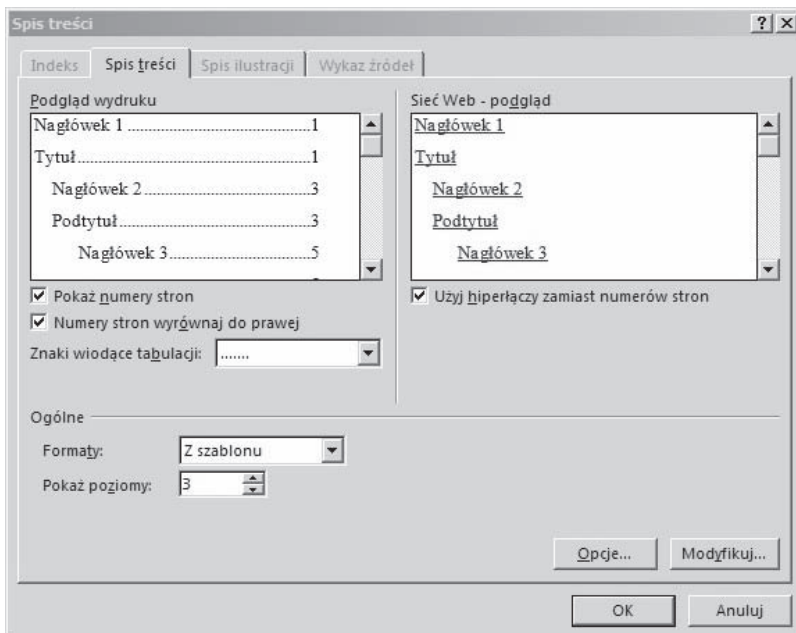 Spis treści
Indeks Spis treści Spis ilustracji Wykaz źródeł
Podgląd wydruku
Nagłówek 1.......................................1
Tytuł.................................................1
Nagłówek 2..................................3
Podtytuł.......................................3
Nagłówek 3.............................5
Pokaż numery stron
Numery stron wyrównaj do prawej
Znaki wiodące tabulacji: .......
Sieć Web - podgląd
Nagłówek 1
Tytuł
Nagłówek 2
Podtytuł
Nagłówek 3
Użyj hiperłączy zamiast numerów stron
Ogólne
Formaty: Z szablonu
Pokaż poziomy: 3
Opcje... Modyfikuj...
OK Anuluj